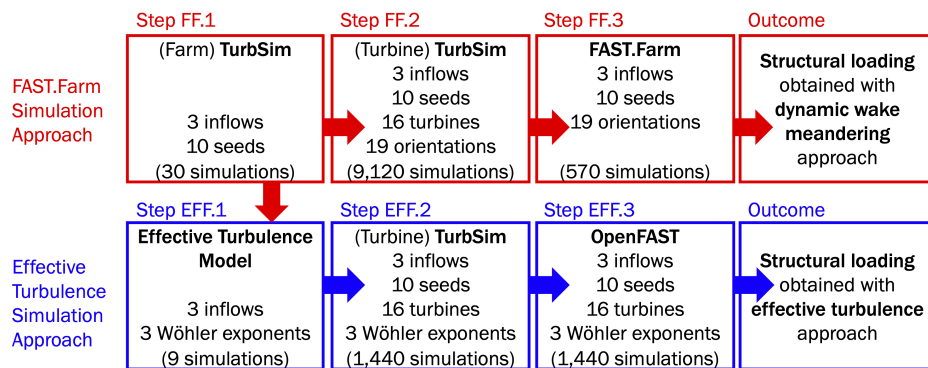 Step FF.1
Step FF.2
Step FF.3
Outcome
FAST.Farm
Simulation
Approach
(Farm) TurbSim
3 inflows
10 seeds
(30 simulations)
(Turbine) TurbSim
3 inflows
10 seeds
16 turbines
19 orientations
(9,120 simulations)
FAST.Farm
3 inflows
10 seeds
19 orientations
(570 simulations)
Structural loading
obtained with
dynamic wake
meandering
approach
Step EFF.1
Step EFF.2
Step EFF.3
Outcome
Effective
Turbulence
Simulation
Approach
Effective Turbulence
Model
3 inflows
3 Wöhler exponents
(9 simulations)
(Turbine) TurbSim
3 inflows
10 seeds
16 turbines
3 Wöhler exponents
(1,440 simulations)
OpenFAST
3 inflows
10 seeds
16 turbines
3 Wöhler exponents
(1,440 simulations)
Structural loading
obtained with
effective turbulence
approach